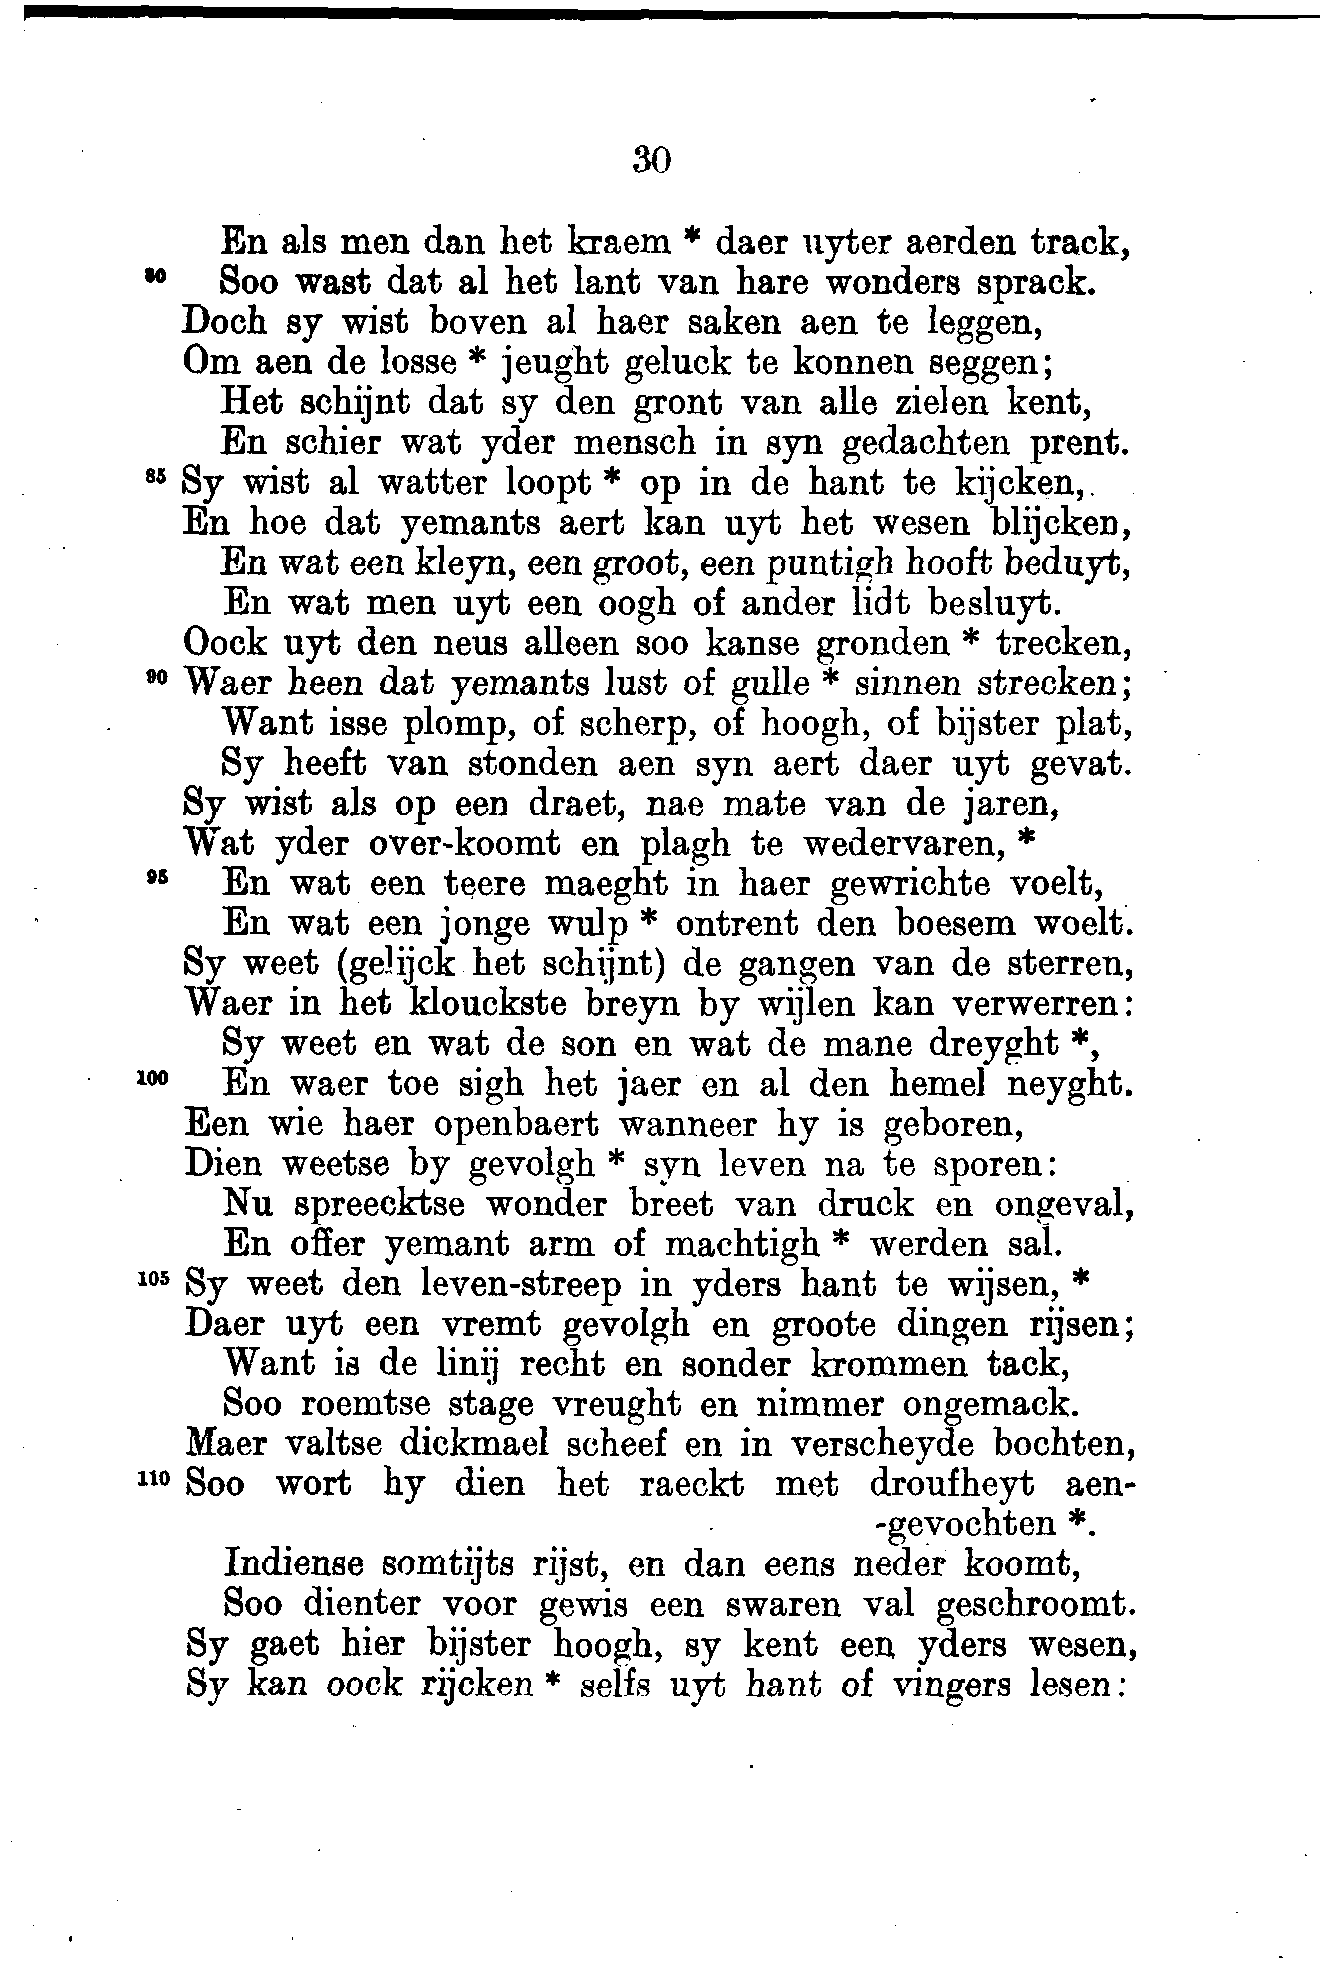 30
En als men dan het kraem * daer uyter aerden track,
80 Soo wast dat al het lant van hare wonders sprack.
Doch sy wist boven al haer saken aen te leggen,
Om aen de losse * jeught geluck te konnen seggen;
Het schijnt dat sy den gront van alle zielen kent,
En schier wat yder mensch in syn gedachten prent.
85 Sy wist al watter loopt * op in de hant te kijcken,
En hoe dat yemants aert kan uyt het wesen blijcken,
En wat een kleyn, een groot, een puntigh hooft beduyt,
En wat men uyt een oogh of ander lidt besluyt.
Oock uyt den neus alleen soo kanse gronden * trecken,
90 Waer heen dat yemants lust of gulle * sinnen strecken;
Want isse plomp, of scherp, of hoogh, of bijster plat,
Sy heeft van stonden aen syn aert daer uyt gevat.
Sy wist als op een draet, nae mate van de jaren,
Wat yder over-koomt en plagh te wedervaren, *
95 En wat een teere maeght in haer gewrichte voelt,
En wat een jonge wulp * ontrent den boesem woelt.
Sy weet (gelijck het schijnt) de gangen van de sterren,
Waer in het klouckste breyn by wijlen kan verwerren:
Sy weet en wat de son en wat de mane dreyght *,
100 En waer toe sigh het jaer en al den hemel neyght.
Een wie haer openbaert wanneer hy is geboren,
Dien weetse by gevolgh * syn leven na te sporen:
Nu spreecktse wonder breet van druck en ongeval,
En offer yemant arm of machtigh * werden sal.
105 Sy weet den leven-streep in yders hant te wijsen, *
Daer uyt een vremt gevolgh en groote dingen rijsen;
Want is de linij recht en sonder krommen tack,
Soo roemtse stage vreught en nimmer ongemack.
Maer valtse dickmael scheef en in verscheyde bochten,
110 Soo wort hy dien het raeckt met droufheyt aen-
-gevochten *.
Indiense somtijts rijst, en dan eens neder koomt,
Soo dienter voor gewis een swaren val geschroomt.
Sy gaet hier bijster hoogh, sy kent een yders wesen,
Sy kan oock rijcken * selfs uyt hant of vingers lesen: